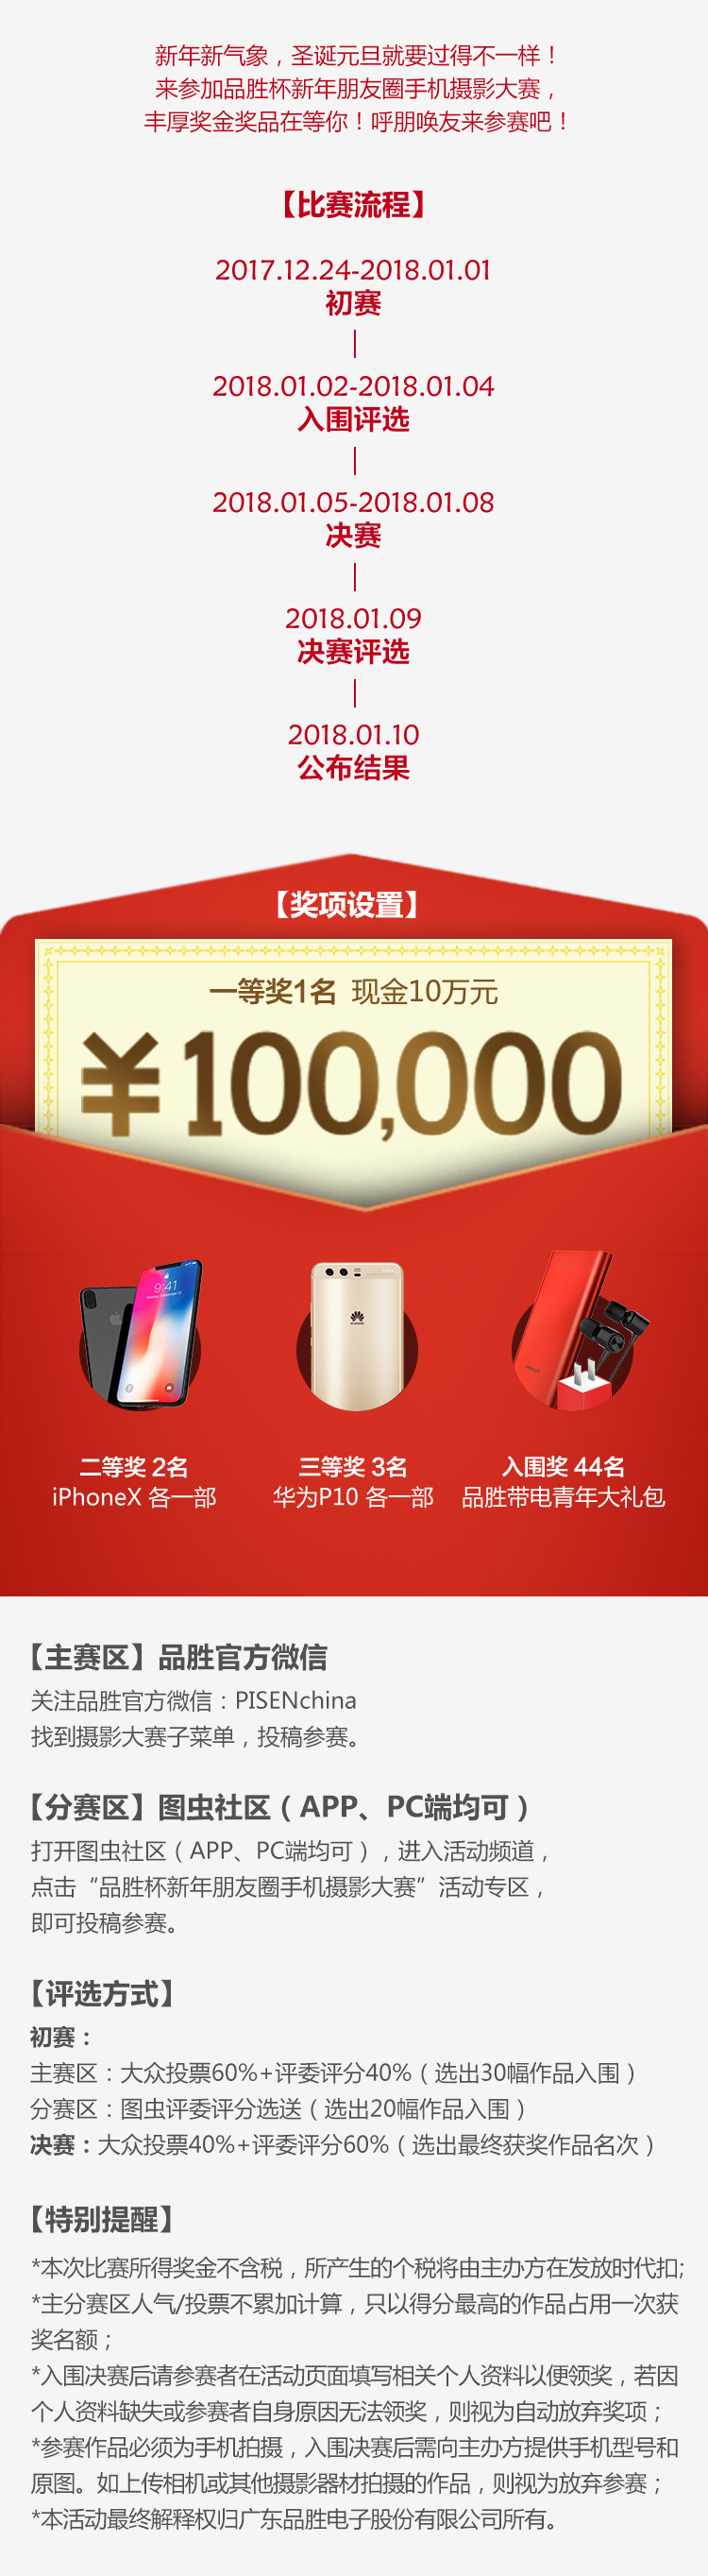 新年新气象，圣诞元旦就要过得不一样！
来参加品胜杯新年朋友圈手机摄影大赛，
丰厚奖金奖品在等你！呼朋唤友来参赛吧！
【比赛流程】
2017.12.24-2018.01.01
初赛
2018.01.02-2018.01.04
入围评选
2018.01.05-2018.01.08
决赛
2018.01.09
决赛评选
2018.01.10
公布结果
【奖项设置】
一等奖1名 现金10万元
￥100,000
9:41
HUAWEI
二等奖 2名
iPhoneX 各一部
三等奖 3名
华为P10 各一部
入围奖 44名
品胜带电青年大礼包
【主赛区】品胜官方微信
关注品胜官方微信：PISENchina
找到摄影大赛子菜单，投稿参赛。
【分赛区】图虫社区（APP、PC端均可）
打开图虫社区（APP、PC端均可），进入活动频道，
点击“品胜杯新年朋友圈手机摄影大赛”活动专区，
即可投稿参赛。
【评选方式】
初赛：
主赛区：大众投票60%+评委评分40%（选出30幅作品入围）
分赛区：图虫评委评分选送（选出20幅作品入围）
决赛：大众投票40%+评委评分60%（选出最终获奖作品名次）
【特别提醒】
*本次比赛所得奖金不含税，所产生的个税将由主办方在发放时代扣;
*主分赛区人气/投票不累加计算，只以得分最高的作品占用一次获
奖名额；
*入围决赛后请参赛者在活动页面填写相关个人资料以便领奖，若因
个人资料缺失或参赛者自身原因无法领奖，则视为自动放弃奖项；
*参赛作品必须为手机拍摄，入围决赛后需向主办方提供手机型号和
原图。如上传相机或其他摄影器材拍摄的作品，则视为放弃参赛；
*本活动最终解释权归广东品胜电子股份有限公司所有。